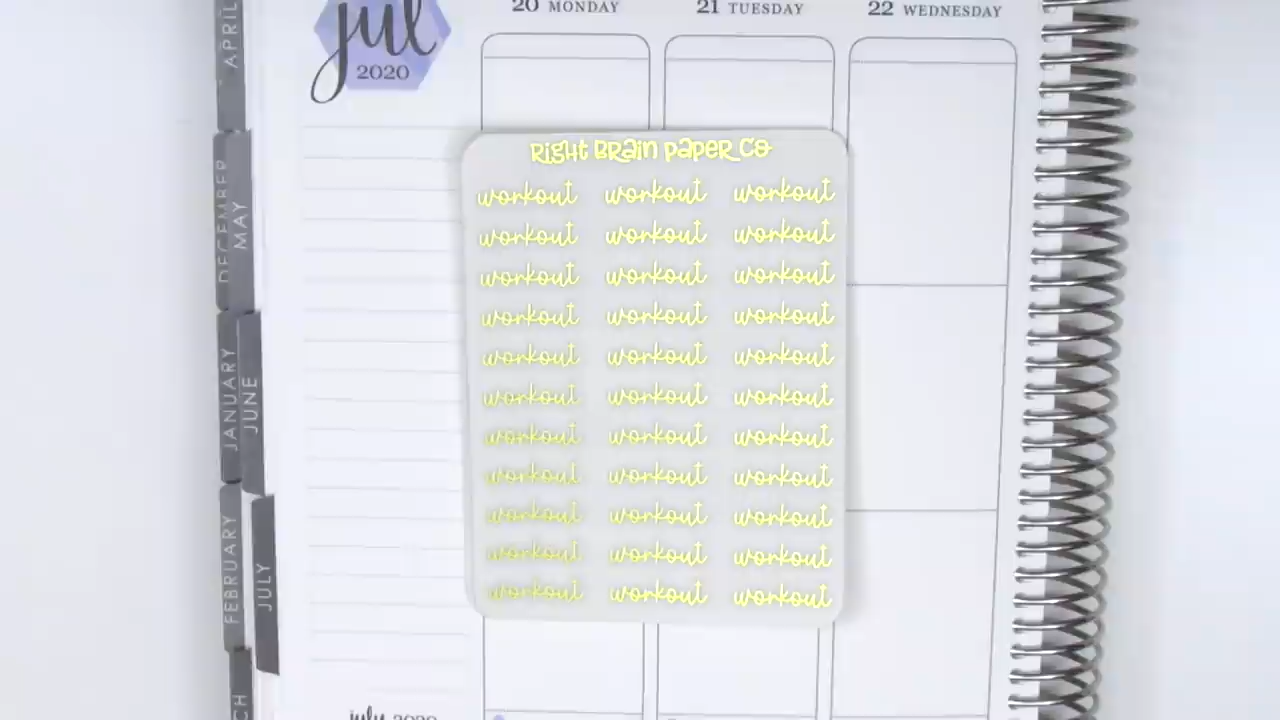 jul
2020
20 MONDAY
21 TUESDAY
22 WEDNESDAY
APRIL
DECEMBER
MAY
JANUARY
JUNE
FEBRUARY
JULY
CH
Right Brain Paper Co
workout workout workout
workout workout workout
workout workout workout
workout workout workout
workout workout workout
workout workout workout
workout workout workout
workout workout workout
workout workout workout
workout workout workout
workout workout workout
july 2020